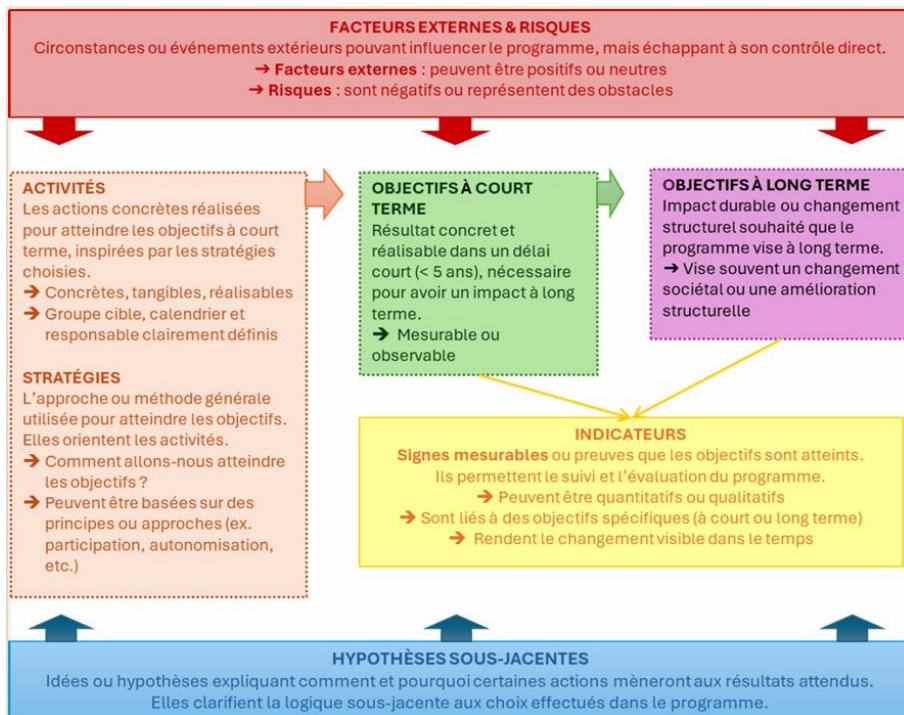 FACTEURS EXTERNES & RISQUES
Circonstances ou événements extérieurs pouvant influencer le programme, mais échappant à son contrôle direct.
➔ Facteurs externes : peuvent être positifs ou neutres
➔ Risques : sont négatifs ou représentent des obstacles
ACTIVITÉS
Les actions concrètes réalisées
pour atteindre les objectifs à court
terme, inspirées par les stratégies
choisies.
➔ Concrètes, tangibles, réalisables
➔ Groupe cible, calendrier et
responsable clairement définis
STRATÉGIES
L'approche ou méthode générale
utilisée pour atteindre les objectifs.
Elles orientent les activités.
➔ Comment allons-nous atteindre
les objectifs ?
➔ Peuvent être basées sur des
principes ou approches (ex.
participation, autonomisation,
etc.)
OBJECTIFS À COURT
TERME
Résultat concret et
réalisable dans un délai
court (< 5 ans), nécessaire
pour avoir un impact à long
terme.
➔ Mesurable ou
observable
OBJECTIFS À LONG TERME
Impact durable ou changement
structurel souhaité que le
programme vise à long terme.
➔ Vise souvent un changement
sociétal ou une amélioration
structurelle
INDICATEURS
Signes mesurables ou preuves que les objectifs sont atteints.
Ils permettent le suivi et l'évaluation du programme.
➔ Peuvent être quantitatifs ou qualitatifs
➔ Sont liés à des objectifs spécifiques (à court ou long terme)
➔ Rendent le changement visible dans le temps
HYPOTHÈSES SOUS-JACENTES
Idées ou hypothèses expliquant comment et pourquoi certaines actions mèneront aux résultats attendus.
Elles clarifient la logique sous-jacente aux choix effectués dans le programme.